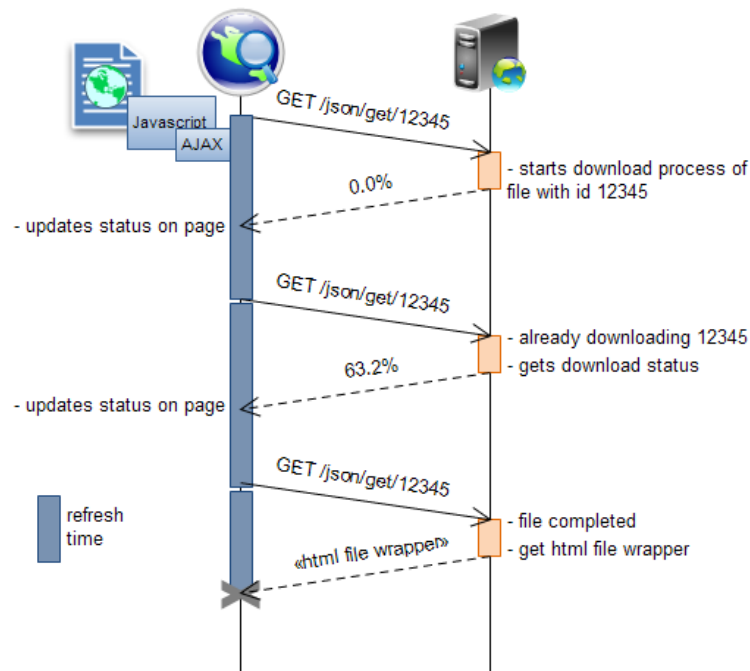 Javascript
AJAX
GET /json/get/12345
- starts download process of
file with id 12345
0.0%
- updates status on page
GET /json/get/12345
- already downloading 12345
- gets download status
63.2%
- updates status on page
GET /json/get/12345
- file completed
- get html file wrapper
«html file wrapper»
refresh
time